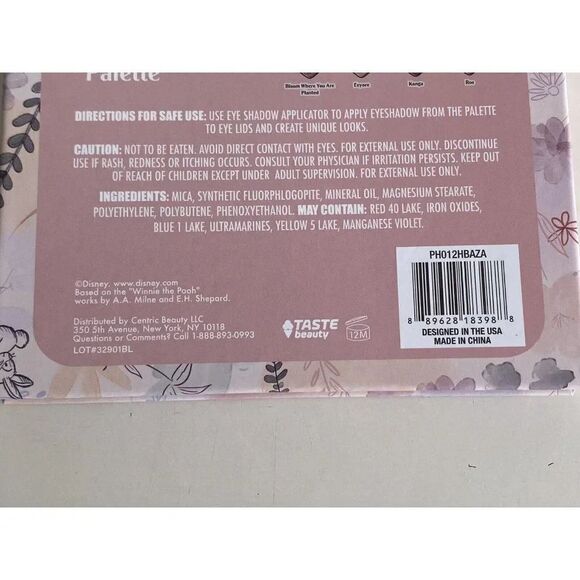 Palette
Bloom Where You Are
Planted
Eeyore
Kanga
Roo
DIRECTIONS FOR SAFE USE: USE EYE SHADOW APPLICATOR TO APPLY EYESHADOW FROM THE PALETTE
TO EYE LIDS AND CREATE UNIQUE LOOKS.
CAUTION: NOT TO BE EATEN. AVOID DIRECT CONTACT WITH EYES. FOR EXTERNAL USE ONLY. DISCONTINUE
USE IF RASH, REDNESS OR ITCHING OCCURS. CONSULT YOUR PHYSICIAN IF IRRITATION PERSISTS. KEEP OUT
OF REACH OF CHILDREN EXCEPT UNDER ADULT SUPERVISION. FOR EXTERNAL USE ONLY.
INGREDIENTS: MICA, SYNTHETIC FLUORPHLOGOPITE, MINERAL OIL, MAGNESIUM STEARATE,
POLYETHYLENE, POLYBUTENE, PHENOXYETHANOL. MAY CONTAIN: RED 40 LAKE, IRON OXIDES,
BLUE 1 LAKE, ULTRAMARINES, YELLOW 5 LAKE, MANGANESE VIOLET.
©Disney. www.disney.com
Based on the "Winnie the Pooh"
works by A.A. Milne and E.H. Shepard.
Distributed by Centric Beauty LLC
350 5th Avenue, New York, NY 10118
Questions or Comments? Call 1-888-893-0993
LOT#32901BL
TASTE
beauty
12M
PH012HBAZA
8 89628 18398 8
DESIGNED IN THE USA
MADE IN CHINA